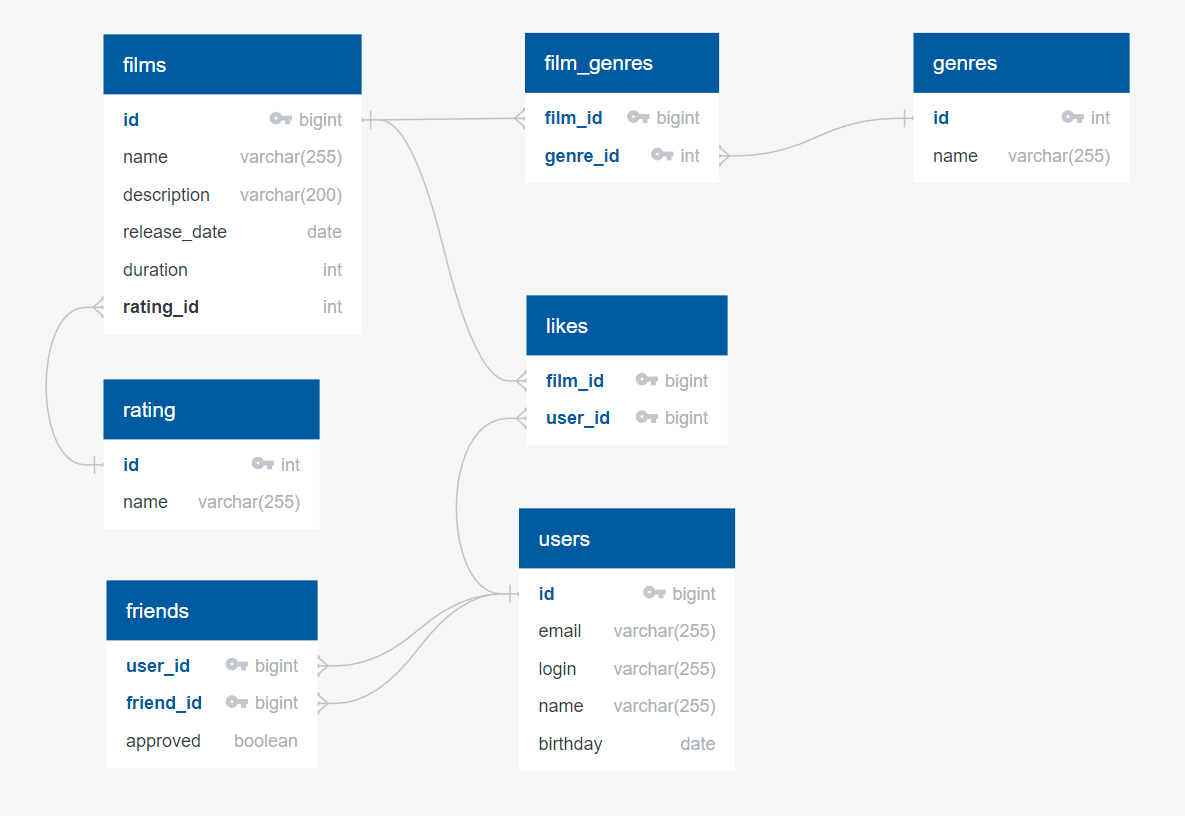 films
id bigint
name varchar(255)
description varchar(200)
release_date date
duration int
rating_id int
film_genres
film_id bigint
genre_id int
genres
id int
name varchar(255)
likes
film_id bigint
user_id bigint
rating
id int
name varchar(255)
users
id bigint
email varchar(255)
login varchar(255)
name varchar(255)
birthday date
friends
user_id bigint
friend_id bigint
approved boolean